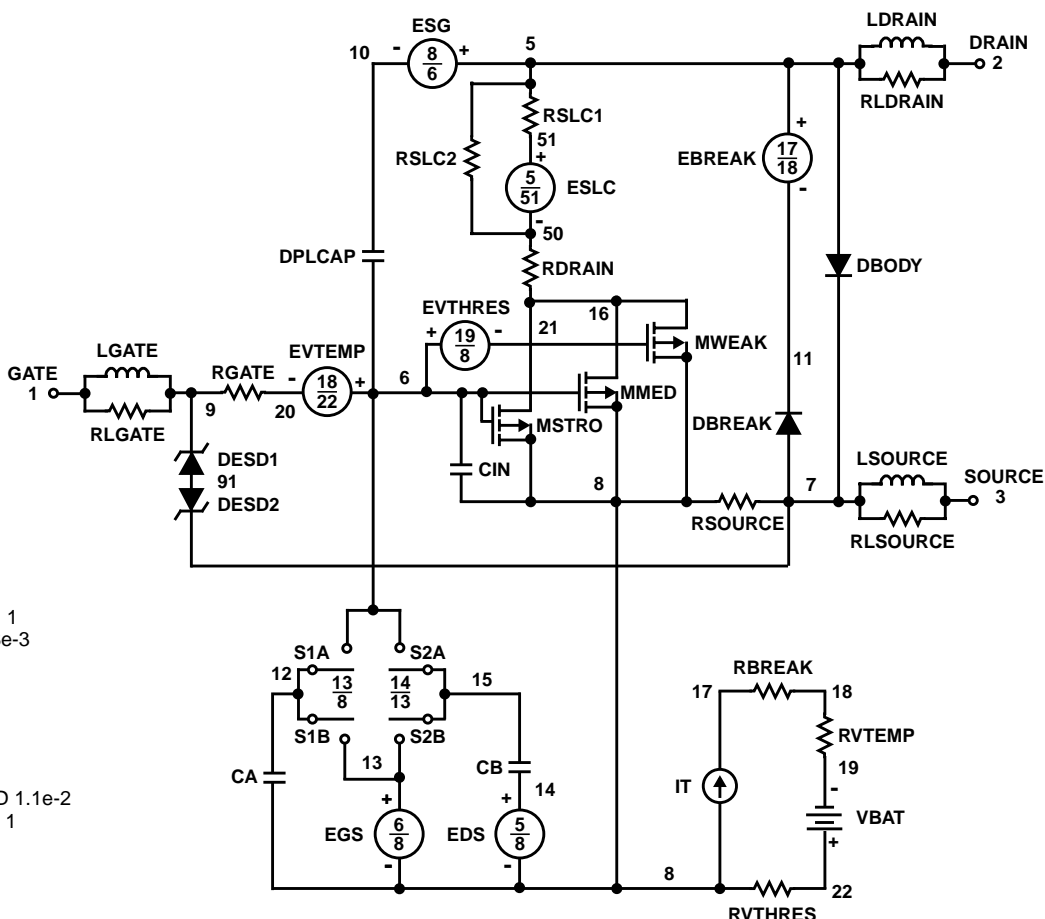 ESG
LDRAIN
10 - 8/6 + 5
DRAIN
2
RLDRAIN
RSLC1
+
51
RSLC2
+
5/51
ESLC
EBREAK
17/18
-
-
50
DPLCAP
RDRAIN
DBODY
EVTHRES
16
+ 19/8 -
21
MWEAK
LGATE
EVTEMP
GATE
1
RGATE
- 18/22 +
6
11
MMED
9
20
RLGATE
MSTRO
DBREAK
DESD1
91
DESD2
CIN
LSOURCE
8
7
SOURCE
3
RSOURCE
RLSOURCE
1
e-3
S1A
S2A
12
13/8
14/13
15
RBREAK
17
18
S1B
S2B
RVTEMP
13
CB
19
CA
IT
-
14
D 1.1e-2
1
+
+
VBAT
EGS
6/8
EDS
5/8
+
-
-
8
22
RVTHRES